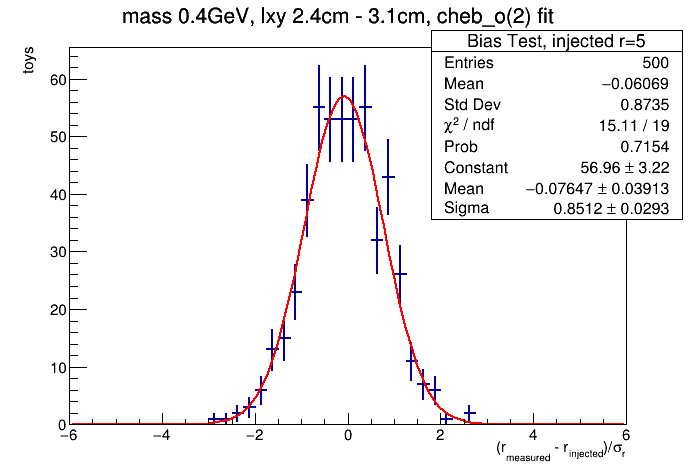 mass 0.4GeV, lxy 2.4cm - 3.1cm, cheb_o(2) fit
toys
Bias Test, injected r=5
Entries 500
Mean −0.06069
Std Dev 0.8735
χ² / ndf 15.11 / 19
Prob 0.7154
Constant 56.96 ± 3.22
Mean −0.07647 ± 0.03913
Sigma 0.8512 ± 0.0293
60
50
40
30
20
10
0
−6 −4 −2 0 2 4 6
(r_measured - r_injected)/σ_r